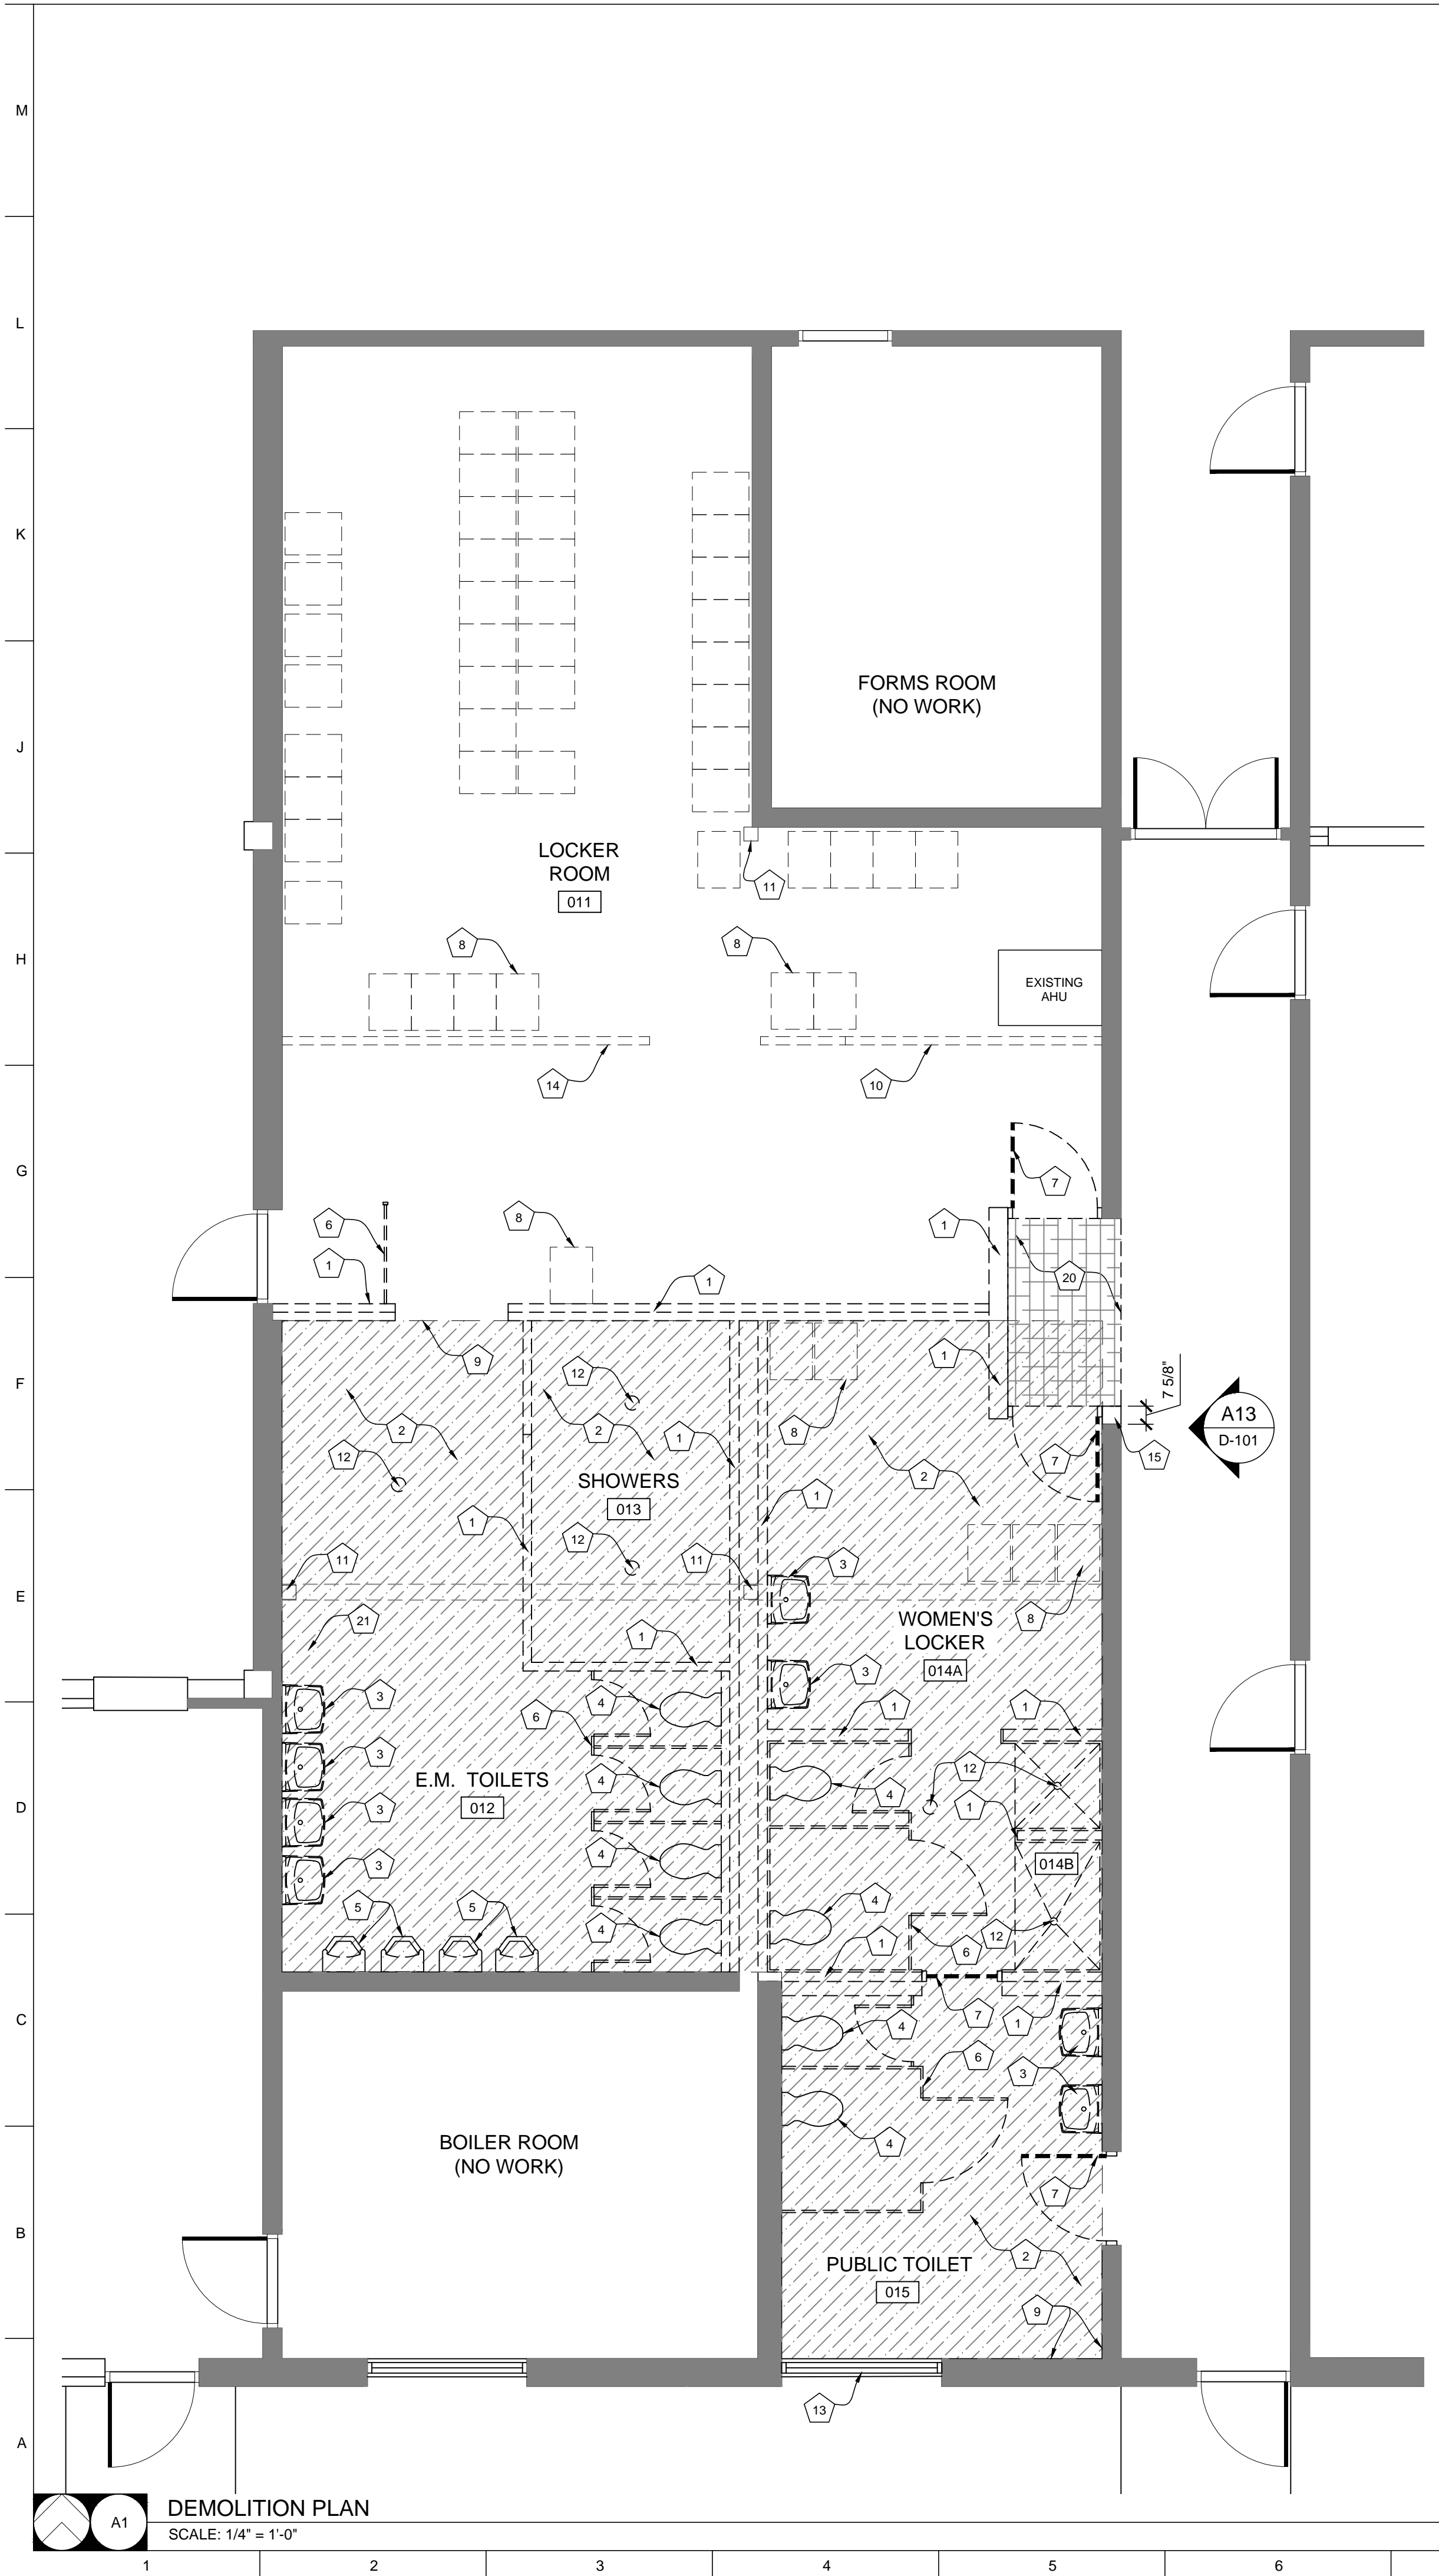 M
L
K
FORMS ROOM
(NO WORK)
J
LOCKER
ROOM
011
11
8
8
H
EXISTING
AHU
14
10
G
7
6
8
1
1
20
1
9
12
1
F
7 5/8"
A13
D-101
2
2
1
8
12
7
15
SHOWERS
2
013
1
1
12
11
11
3
E
WOMEN'S
LOCKER
8
21
1
014A
3
3
4
1
1
6
3
12
E.M. TOILETS
4
4
012
D
3
1
4
3
014B
5
5
4
4
12
1
6
7
4
1
C
6
3
BOILER ROOM
(NO WORK)
4
7
B
2
PUBLIC TOILET
015
9
13
A
DEMOLITION PLAN
A1
SCALE: 1/4" = 1'-0"
1
2
3
4
5
6